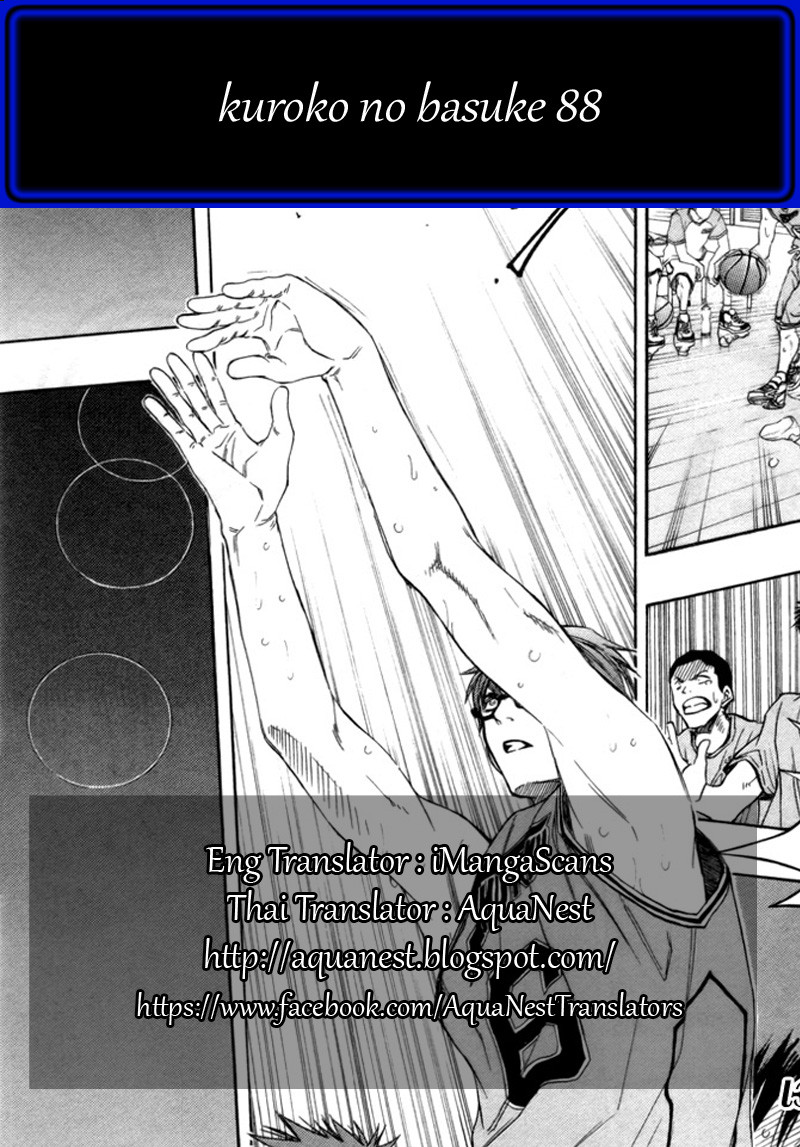 kuroko no basuke 88
Eng Translator : iMangaScans
Thai Translator : AquaNest
http://aquanest.blogspot.com/
https://www.facebook.com/AquaNestTranslators
6